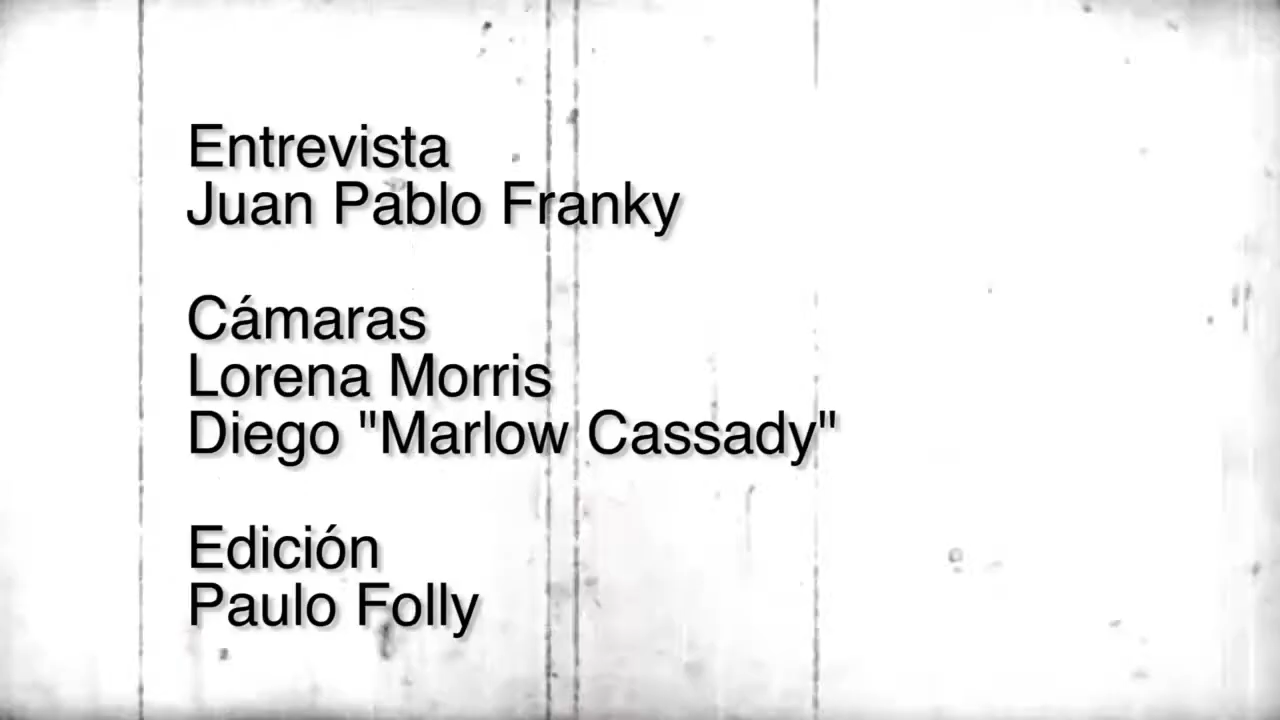 Entrevista
Juan Pablo Franky
Cámaras
Lorena Morris
Diego "Marlow Cassady"
Edición
Paulo Folly